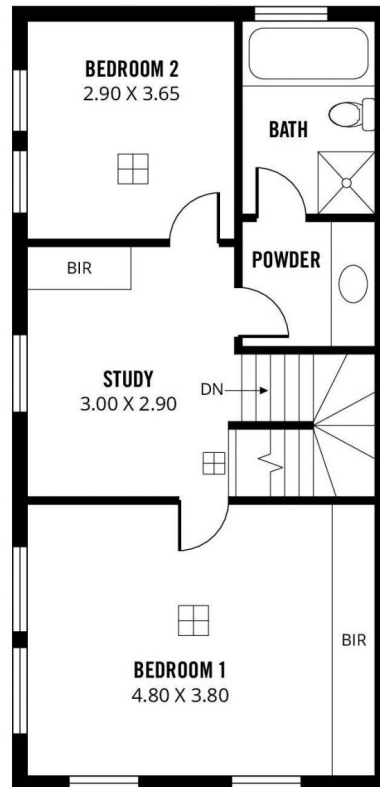 BEDROOM 2
2.90 X 3.65
BATH
BIR
POWDER
STUDY
3.00 X 2.90
DN
BEDROOM 1
4.80 X 3.80
BIR